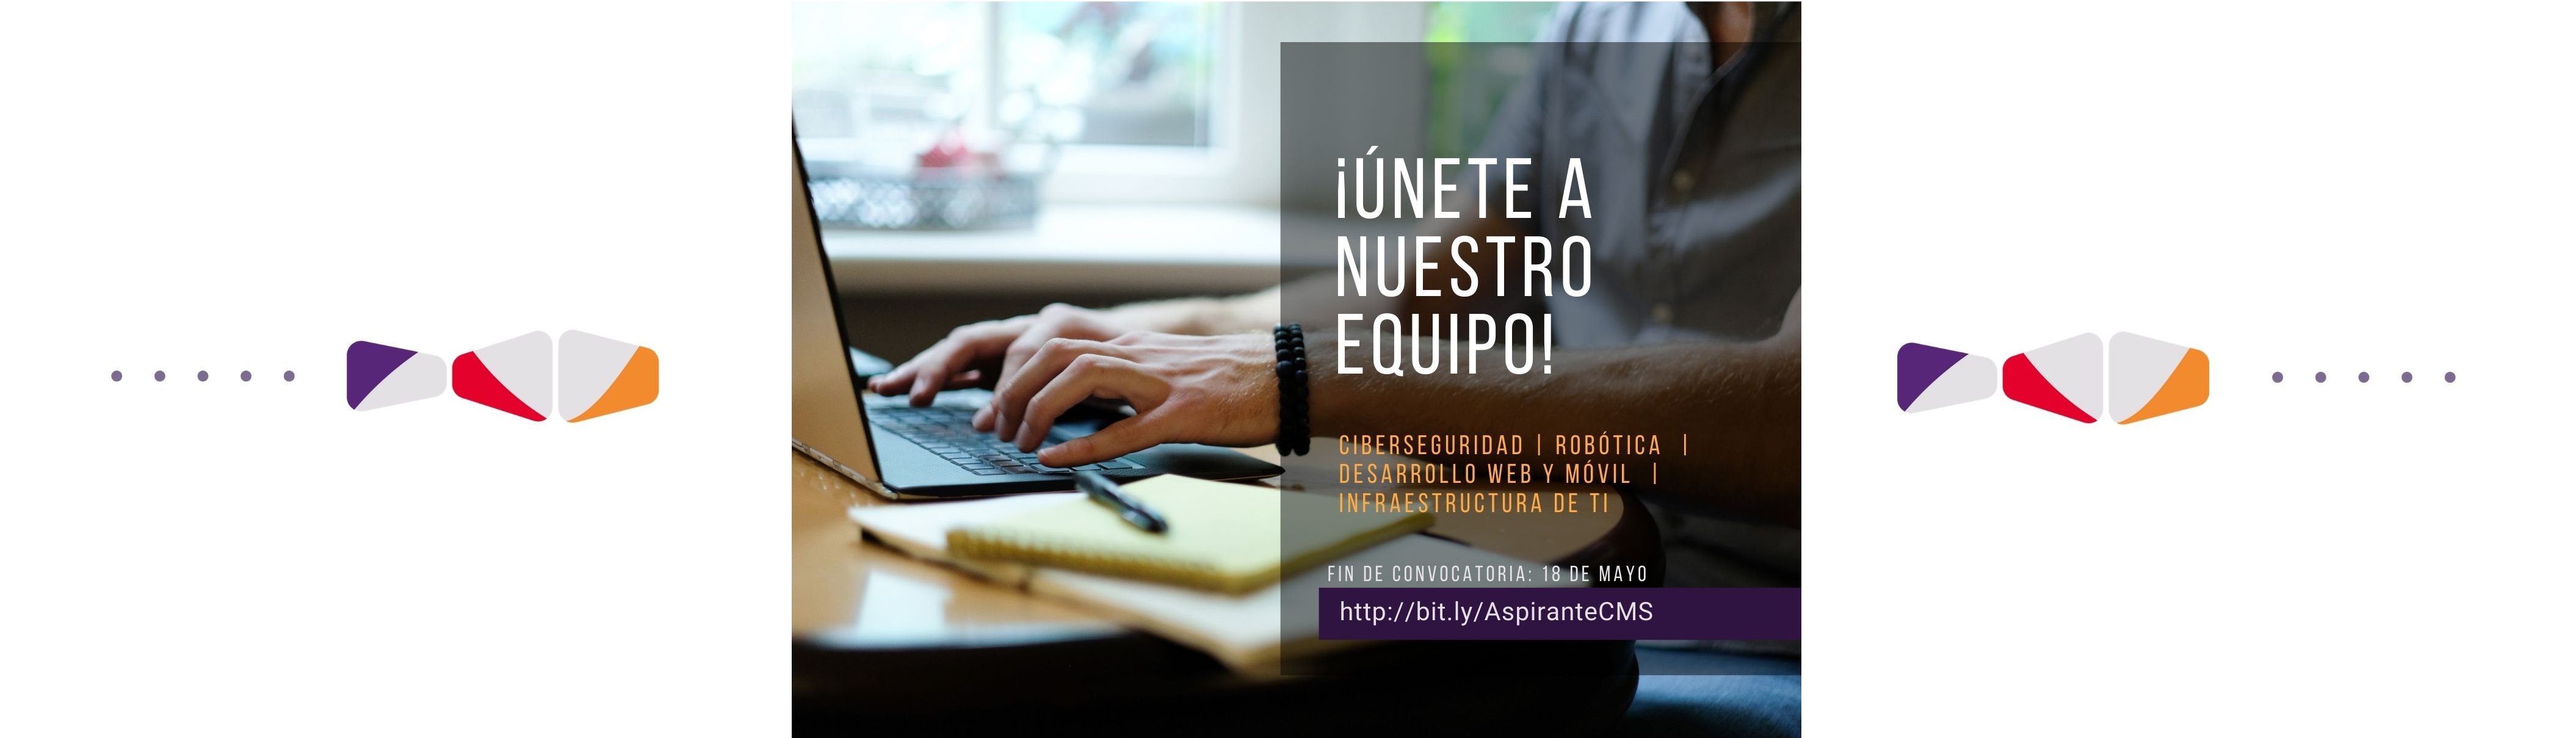 ¡ÚNETE A
NUESTRO
EQUIPO!
CIBERSEGURIDAD | ROBÓTICA |
DESARROLLO WEB Y MÓVIL |
INFRAESTRUCTURA DE TI
FIN DE CONVOCATORIA: 18 DE MAYO
http://bit.ly/AspiranteCMS